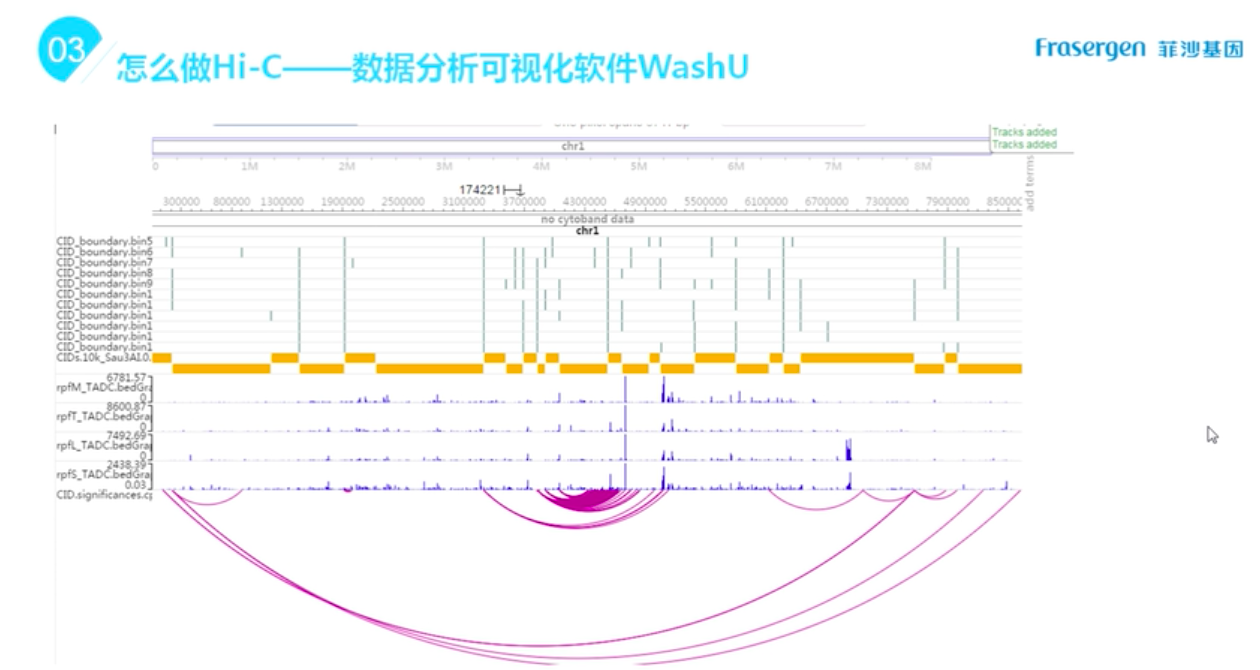 03
怎么做Hi-C——数据分析可视化软件WashU
Frasergen 菲沙基因
Tracks added
Tracks added
chr1
0 1M 2M 3M 4M 5M 6M 7M 8M
add terms
174221
300000 800000 1300000 1900000 2500000 3100000 3700000 4300000 4900000 5500000 6100000 6700000 7300000 7900000 850000
no cytoband data
chr1
CID_boundary.bin5
CID_boundary.bin6
CID_boundary.bin7
CID_boundary.bin8
CID_boundary.bin9
CID_boundary.bin1
CID_boundary.bin1
CID_boundary.bin1
CID_boundary.bin1
CID_boundary.bin1
CID_boundary.bin1
CIDs.10k_Sau3AI.0.
6781.57
rpfM_TADC.bedGra
0
8600.87
rpfT_TADC.bedGra
0
7492.69
rpfL_TADC.bedGra
0
2438.39
rpfS_TADC.bedGra
0.03
CID.significances.cp